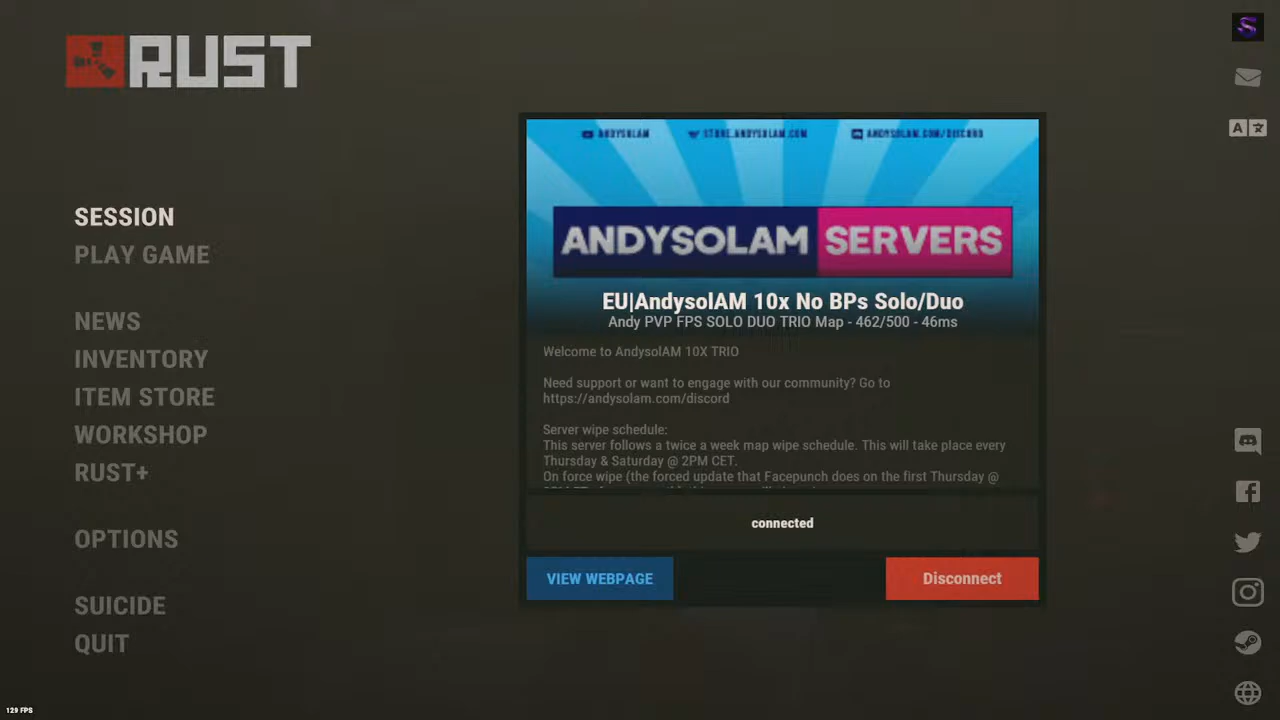 RUST
SESSION
PLAY GAME
NEWS
INVENTORY
ITEM STORE
WORKSHOP
RUST+
OPTIONS
SUICIDE
QUIT
129 FPS
ANDYSOLAM STORE.ANDYSOLAM.COM ANDYSOLAM.COM/DISCORD
ANDYSOLAM SERVERS
EU|AndysolAM 10x No BPs Solo/Duo
Andy PVP FPS SOLO DUO TRIO Map - 462/500 - 46ms
Welcome to AndysolAM 10X TRIO
Need support or want to engage with our community? Go to
https://andysolam.com/discord
Server wipe schedule:
This server follows a twice a week map wipe schedule. This will take place every
Thursday & Saturday @ 2PM CET.
On force wipe (the forced update that Facepunch does on the first Thursday @
connected
VIEW WEBPAGE
Disconnect
S
A文